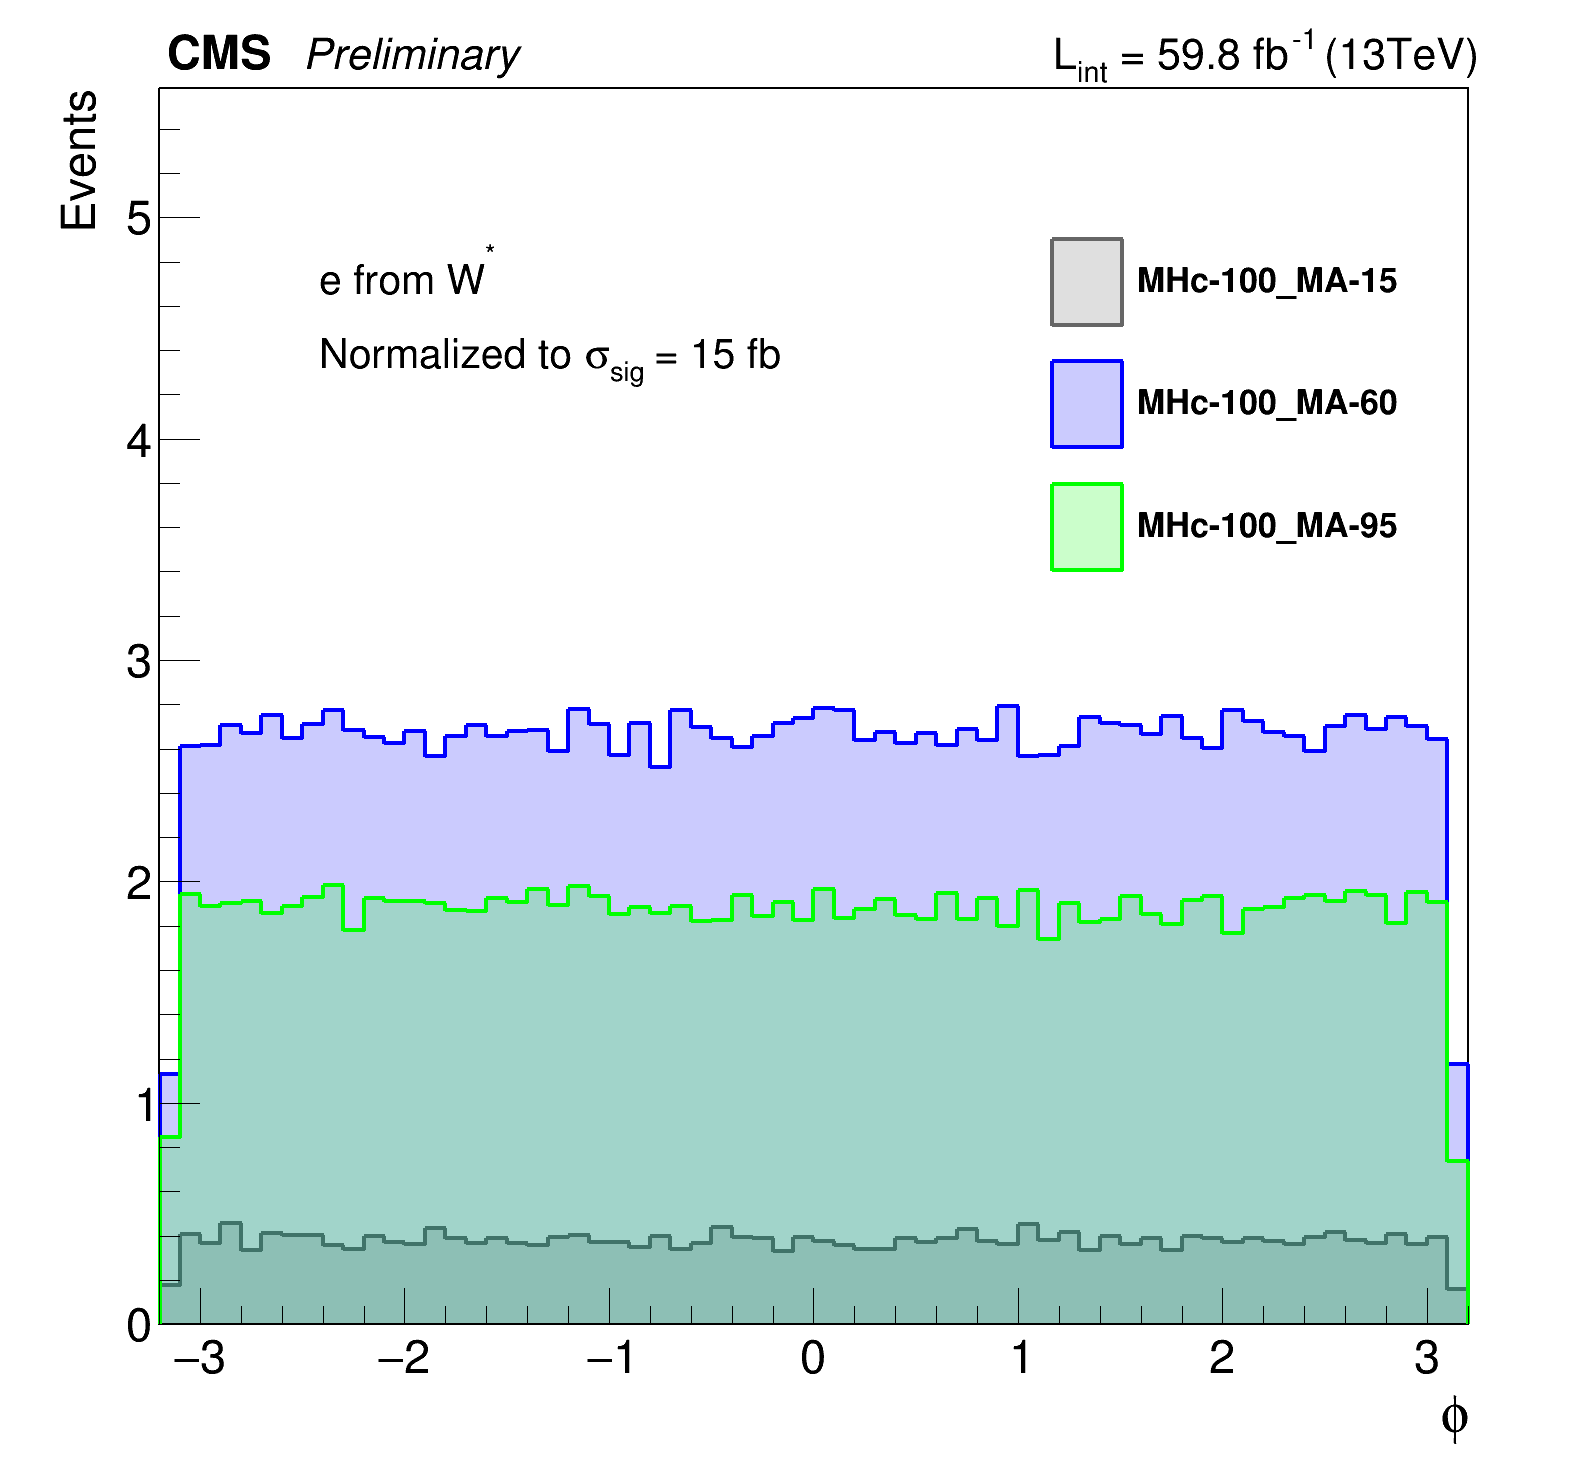 CMS Preliminary L_int = 59.8 fb^-1 (13TeV)
Events
5
4
3
2
1
0
e from W^*
Normalized to σ_sig = 15 fb
MHc-100_MA-15
MHc-100_MA-60
MHc-100_MA-95
−3 −2 −1 0 1 2 3
ϕ